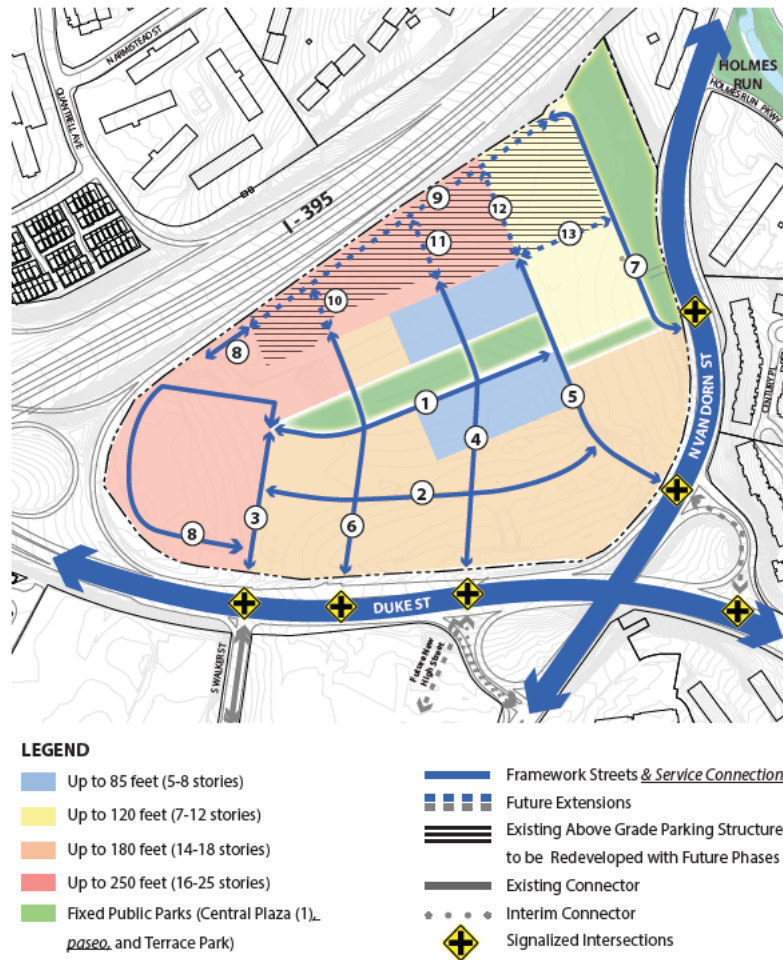 N ARMISTEAD ST
QUANTRELL AVE
HOLMES
RUN
HOLMES RUN PKWY
I - 395
9
12
11
13
7
10
8
1
5
4
2
3
6
8
CENTURY PL
N VAN DORN ST
DUKE ST
S WALKER ST
Future New
High Street
LEGEND
Up to 85 feet (5-8 stories)
Up to 120 feet (7-12 stories)
Up to 180 feet (14-18 stories)
Up to 250 feet (16-25 stories)
Fixed Public Parks (Central Plaza (1),
paseo, and Terrace Park)
Framework Streets & Service Connection
Future Extensions
Existing Above Grade Parking Structure
to be Redeveloped with Future Phases
Existing Connector
Interim Connector
Signalized Intersections